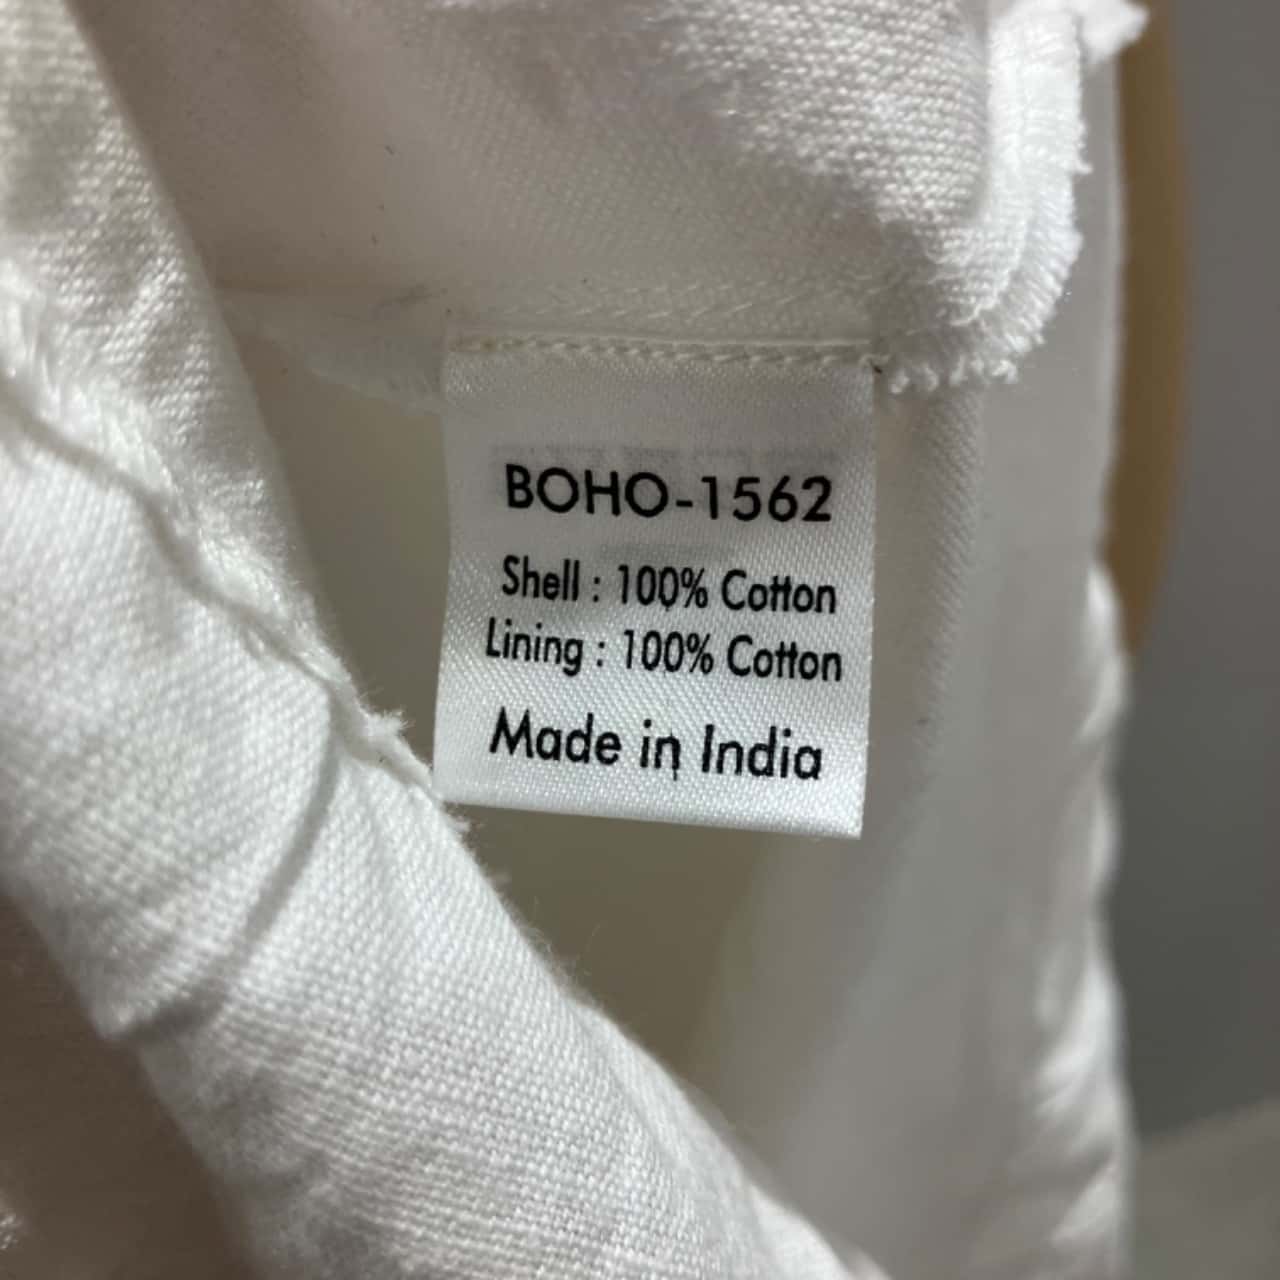 BOHO-1562
Shell : 100% Cotton
Lining : 100% Cotton
Made in India